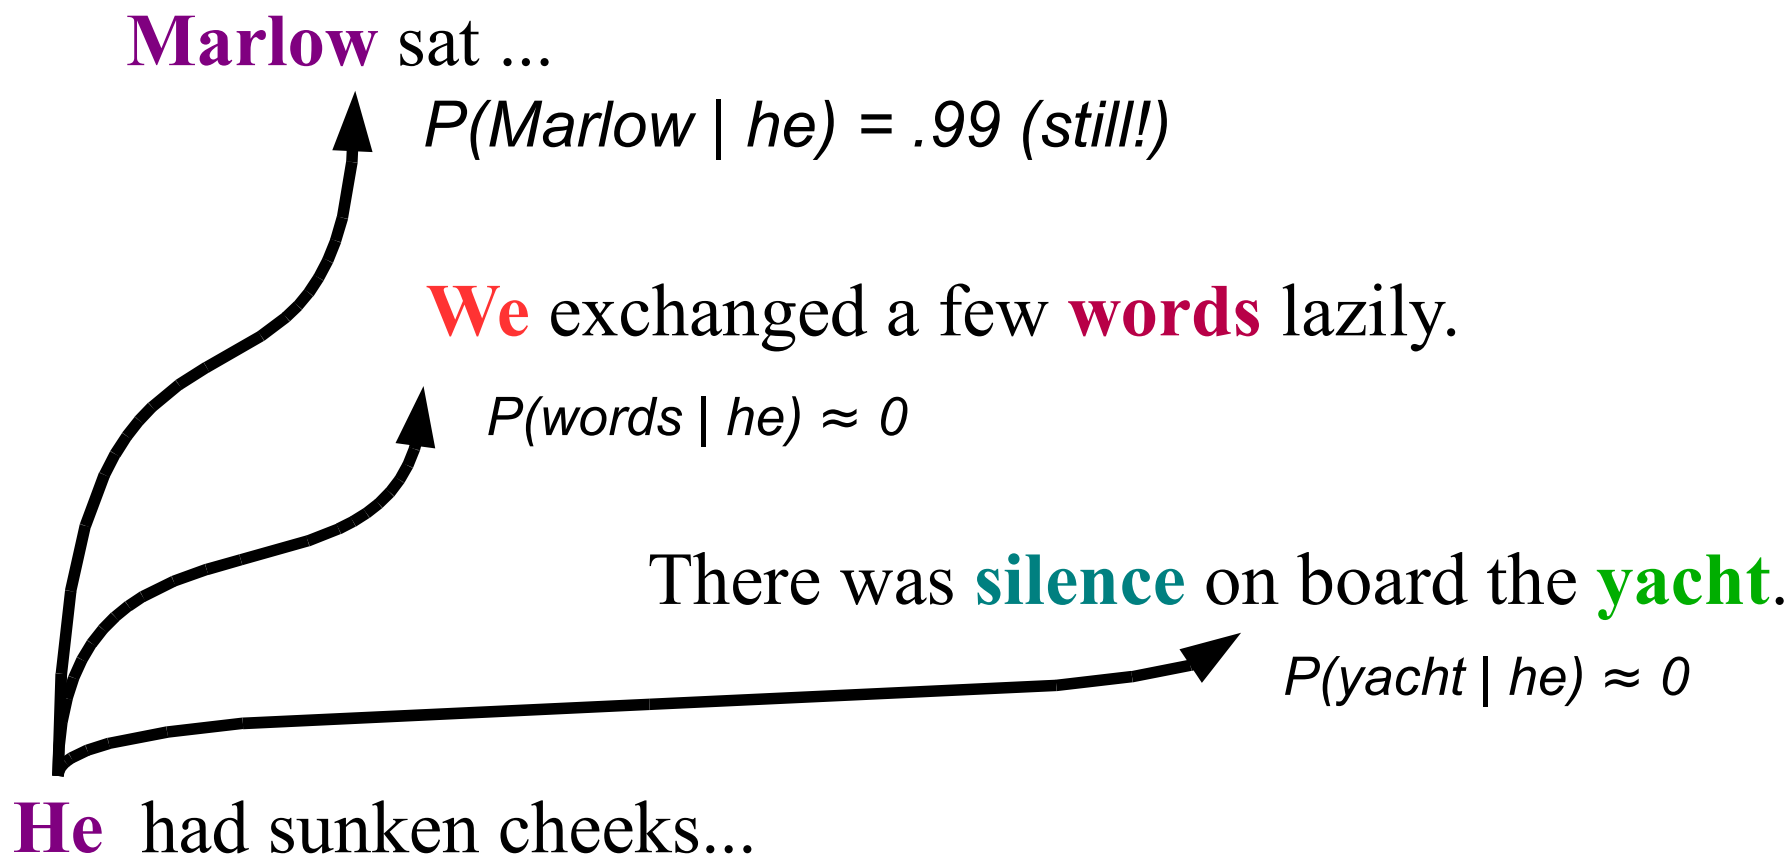 Marlow sat ...
P(Marlow | he) = .99 (still!)
We exchanged a few words lazily.
P(words | he) ≈ 0
There was silence on board the yacht.
P(yacht | he) ≈ 0
He had sunken cheeks...